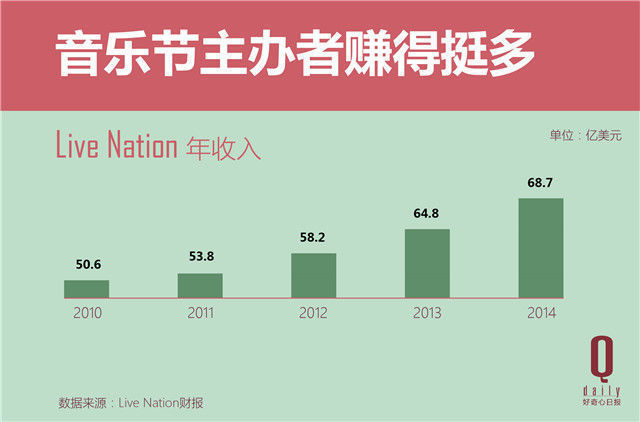 音乐节主办者赚得挺多
Live Nation 年收入
单位：亿美元
50.6
53.8
58.2
64.8
68.7
2010
2011
2012
2013
2014
数据来源：Live Nation财报
Q
daily
好奇心日报